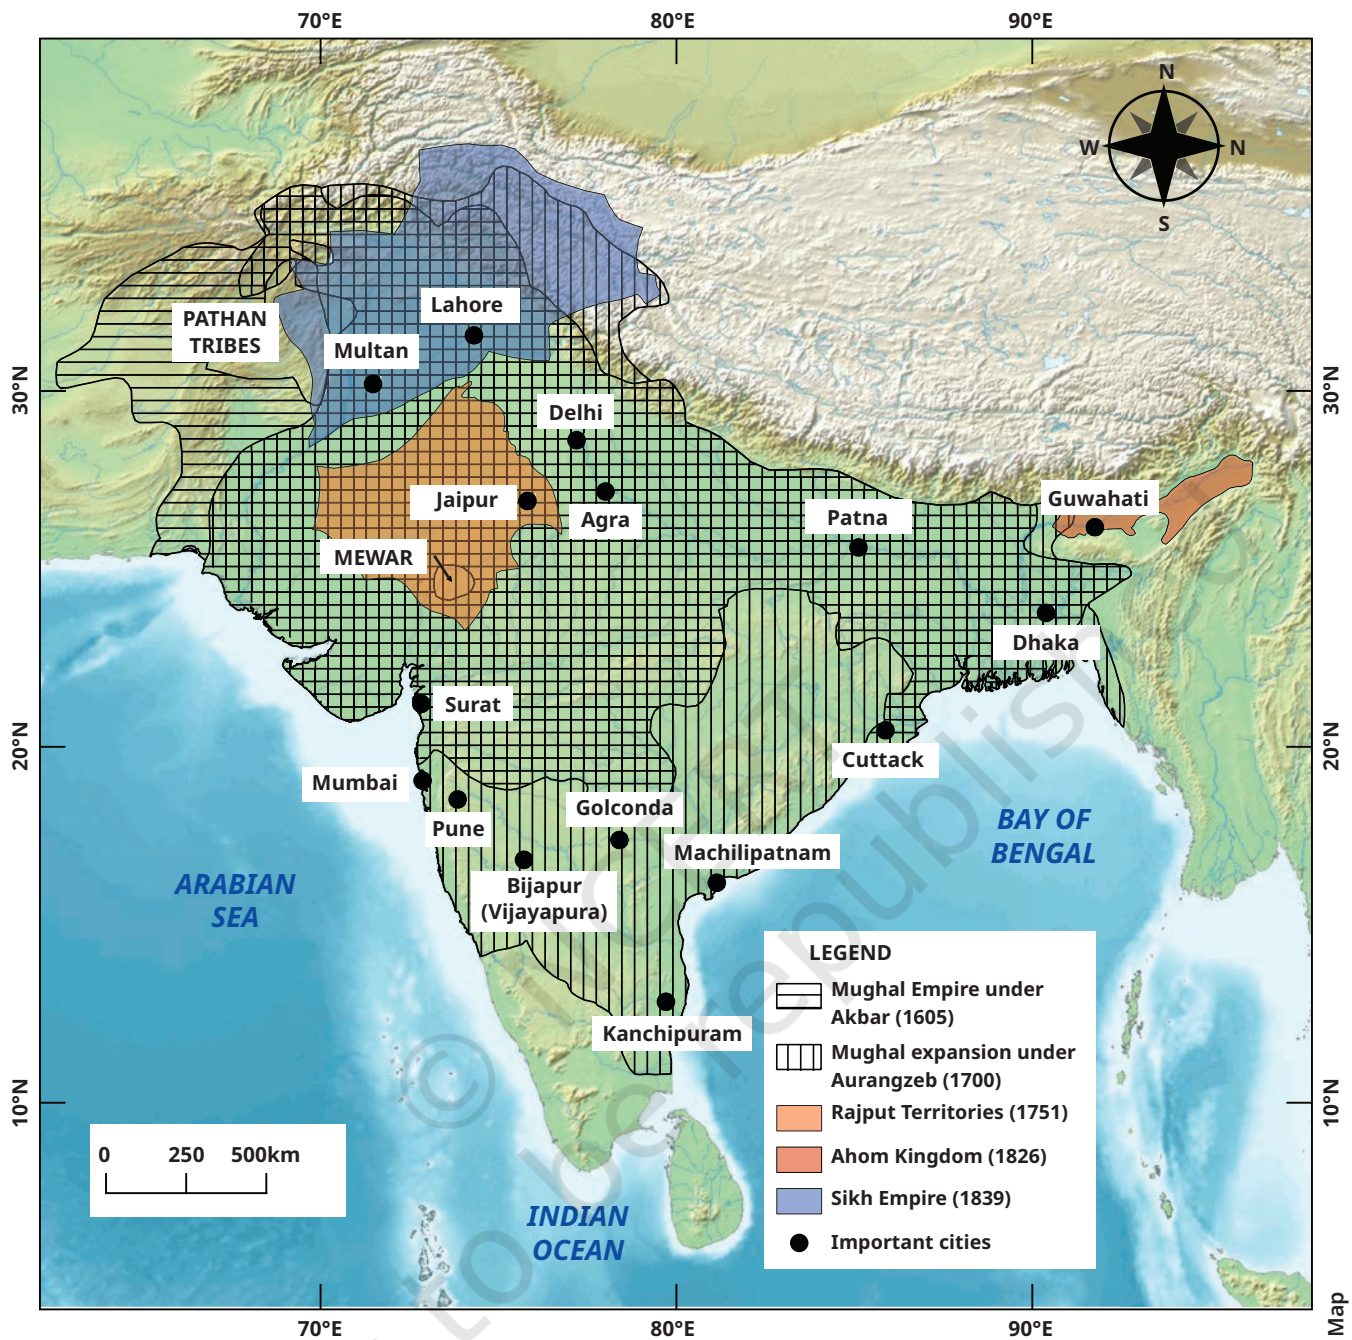 70°E 80°E 90°E
N
W N
S
30°N 30°N
20°N 20°N
10°N 10°N
PATHAN
TRIBES
Lahore
Multan
Delhi
Jaipur
Agra
MEWAR
Patna
Guwahati
Dhaka
Surat
Cuttack
Mumbai
Pune
Golconda
Machilipatnam
Bijapur
(Vijayapura)
Kanchipuram
ARABIAN
SEA
BAY OF
BENGAL
INDIAN
OCEAN
LEGEND
Mughal Empire under
Akbar (1605)
Mughal expansion under
Aurangzeb (1700)
Rajput Territories (1751)
Ahom Kingdom (1826)
Sikh Empire (1839)
Important cities
0 250 500km
70°E 80°E 90°E
Map
to be republished